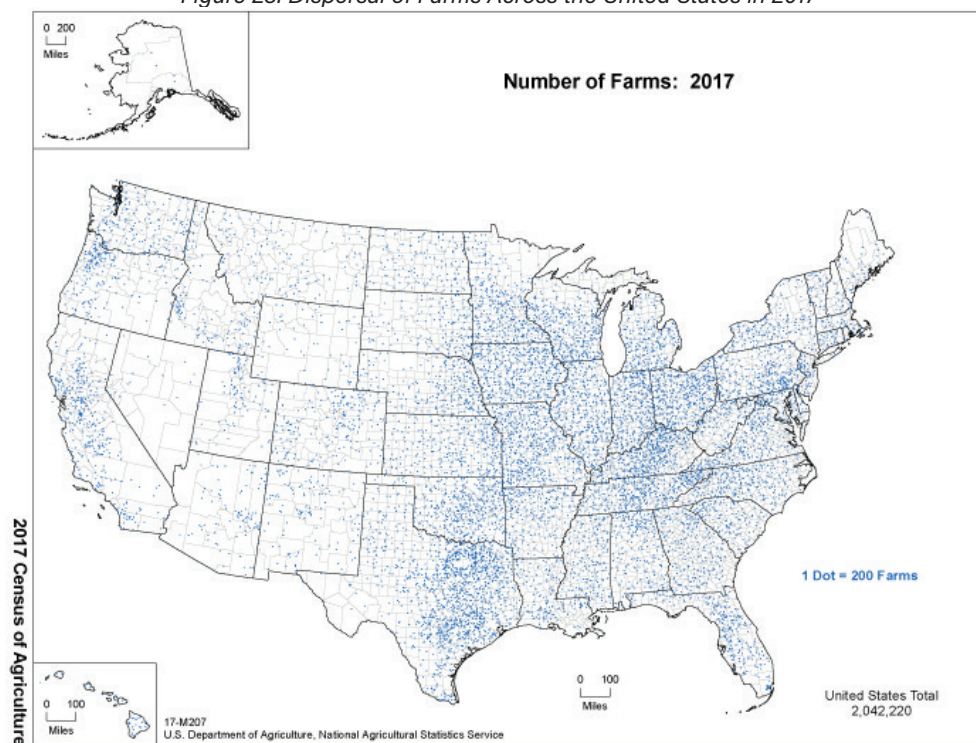 Figure 28. Dispersal of Farms Across the United States in 2017
0 200
Miles
Number of Farms: 2017
1 Dot = 200 Farms
2017 Census of Agriculture
0 100
Miles
17-M207
U.S. Department of Agriculture, National Agricultural Statistics Service
0 100
Miles
United States Total
2,042,220